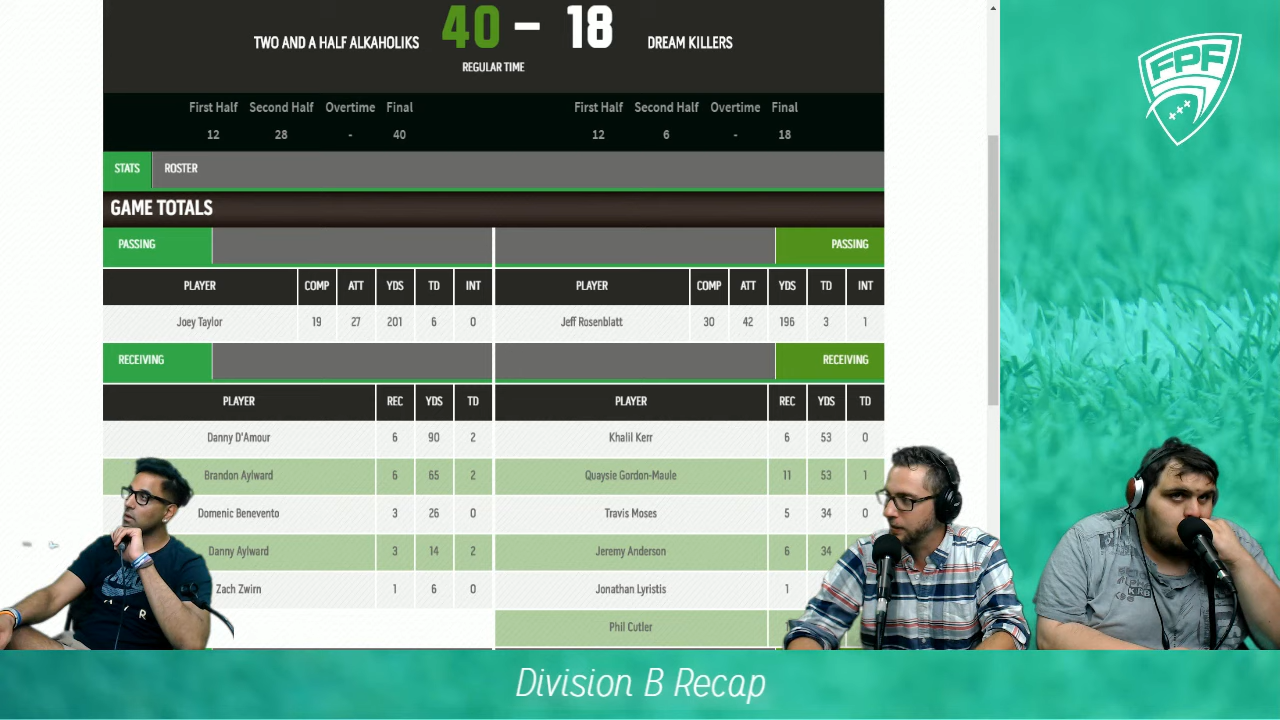 40 – 18
TWO AND A HALF ALKAHOLIKS DREAM KILLERS
REGULAR TIME
FPF
First Half Second Half Overtime Final First Half Second Half Overtime Final
12 28 - 40 12 6 - 18
STATS ROSTER
GAME TOTALS
PASSING PASSING
PLAYER COMP ATT YDS TD INT PLAYER COMP ATT YDS TD INT
Joey Taylor 19 27 201 6 0 Jeff Rosenblatt 30 42 196 3 1
RECEIVING RECEIVING
PLAYER REC YDS TD PLAYER REC YDS TD
Danny D'Amour 6 90 2 Khalil Kerr 6 53 0
Brandon Aylward 6 65 2 Quaysie Gordon-Maule 11 53 1
Domenic Benevento 3 26 0 Travis Moses 5 34 0
Danny Aylward 3 14 2 Jeremy Anderson 6 34
Zach Zwirn 1 6 0 Jonathan Lyristis 1
Phil Cutler
Division B Recap